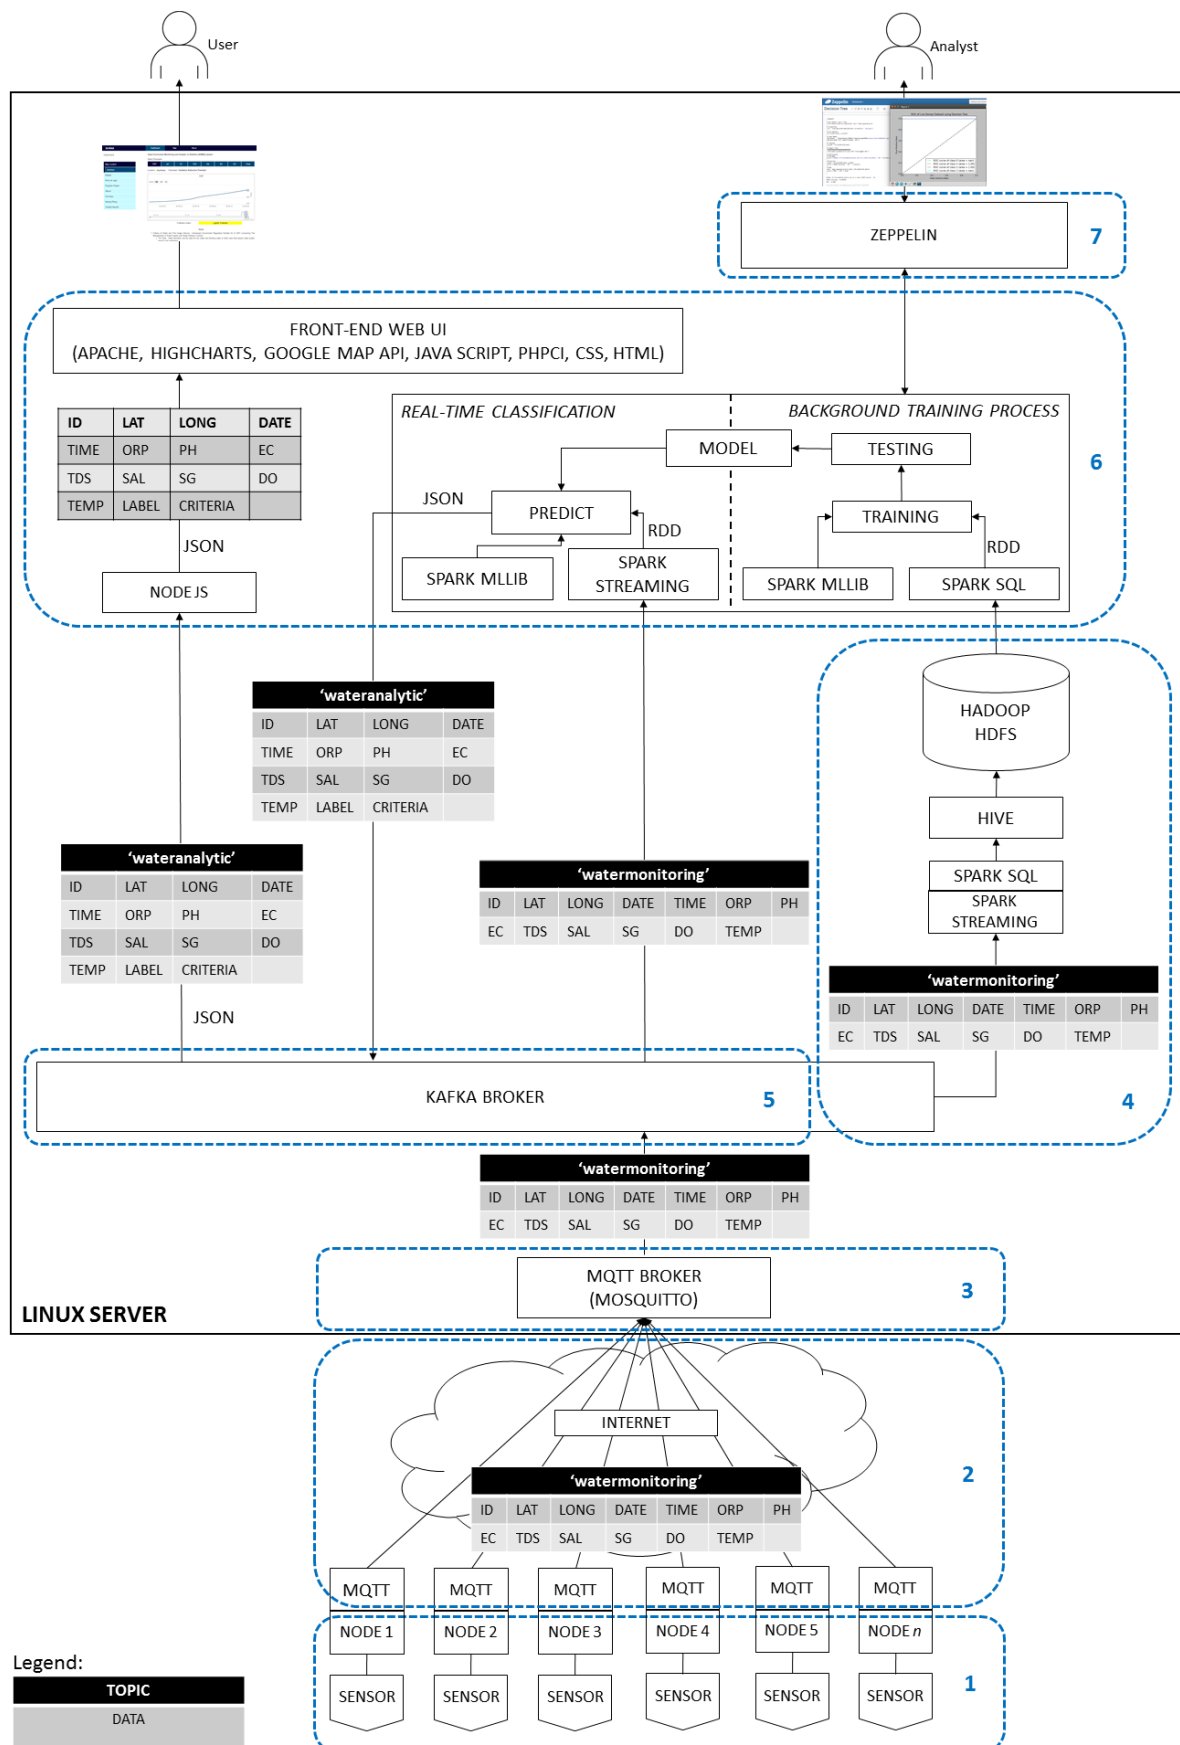 User
Analyst
ZEPPELIN
7
FRONT-END WEB UI
(APACHE, HIGHCHARTS, GOOGLE MAP API, JAVA SCRIPT, PHPCI, CSS, HTML)
ID LAT LONG DATE
TIME ORP PH EC
TDS SAL SG DO
TEMP LABEL CRITERIA
JSON
NODE JS
REAL-TIME CLASSIFICATION
BACKGROUND TRAINING PROCESS
MODEL
TESTING
6
JSON
PREDICT
TRAINING
RDD
RDD
SPARK MLLIB
SPARK
STREAMING
SPARK MLLIB
SPARK SQL
'wateranalytic'
ID LAT LONG DATE
TIME ORP PH EC
TDS SAL SG DO
TEMP LABEL CRITERIA
HADOOP
HDFS
HIVE
SPARK SQL
SPARK
STREAMING
'wateranalytic'
ID LAT LONG DATE
TIME ORP PH EC
TDS SAL SG DO
TEMP LABEL CRITERIA
JSON
'watermonitoring'
ID LAT LONG DATE TIME ORP PH
EC TDS SAL SG DO TEMP
'watermonitoring'
ID LAT LONG DATE TIME ORP PH
EC TDS SAL SG DO TEMP
KAFKA BROKER
5
4
'watermonitoring'
ID LAT LONG DATE TIME ORP PH
EC TDS SAL SG DO TEMP
MQTT BROKER
(MOSQUITTO)
3
LINUX SERVER
INTERNET
2
'watermonitoring'
ID LAT LONG DATE TIME ORP PH
EC TDS SAL SG DO TEMP
MQTT MQTT MQTT MQTT MQTT MQTT
NODE 1 NODE 2 NODE 3 NODE 4 NODE 5 NODE n
SENSOR SENSOR SENSOR SENSOR SENSOR SENSOR
1
Legend:
TOPIC
DATA